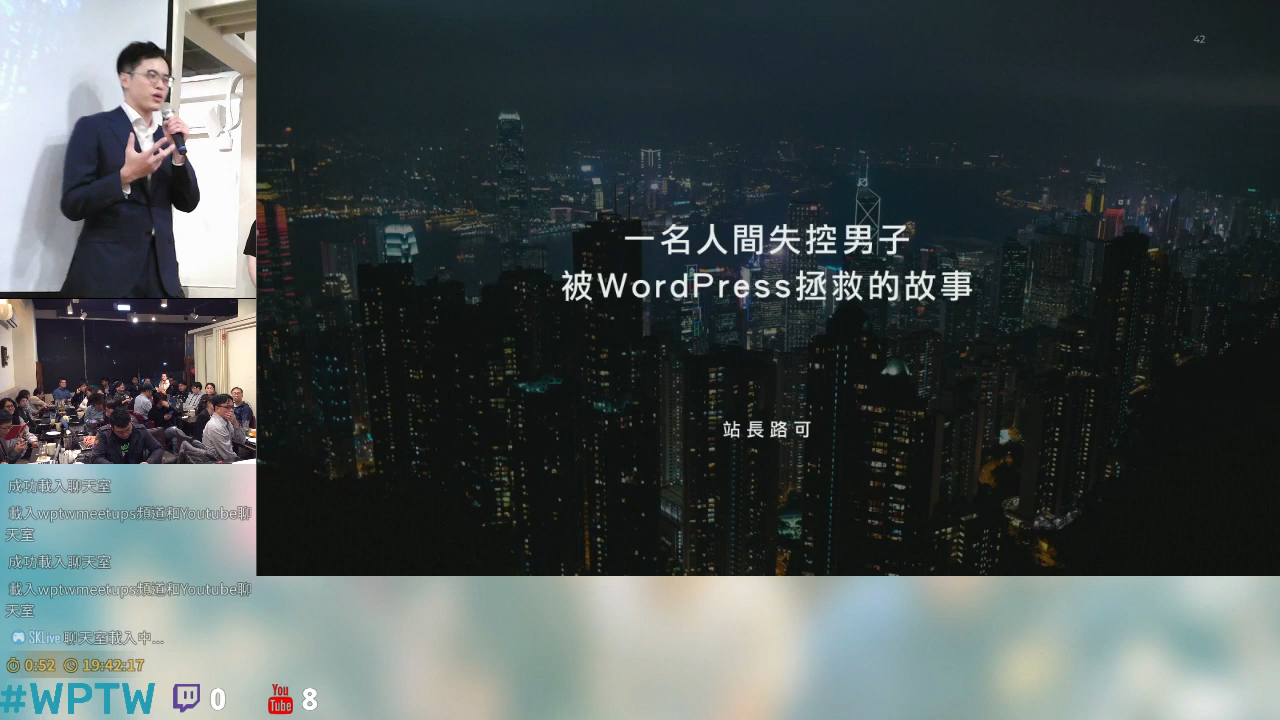 42
一名人間失控男子
被WordPress拯救的故事
站長路可
成功載入聊天室
載入wptwmeetups頻道和Youtube聊
天室
成功載入聊天室
載入wptwmeetups頻道和Youtube聊
天室
SKLive 聊天室載入中...
0:52 19:42:17
#WPTW 0 You Tube 8